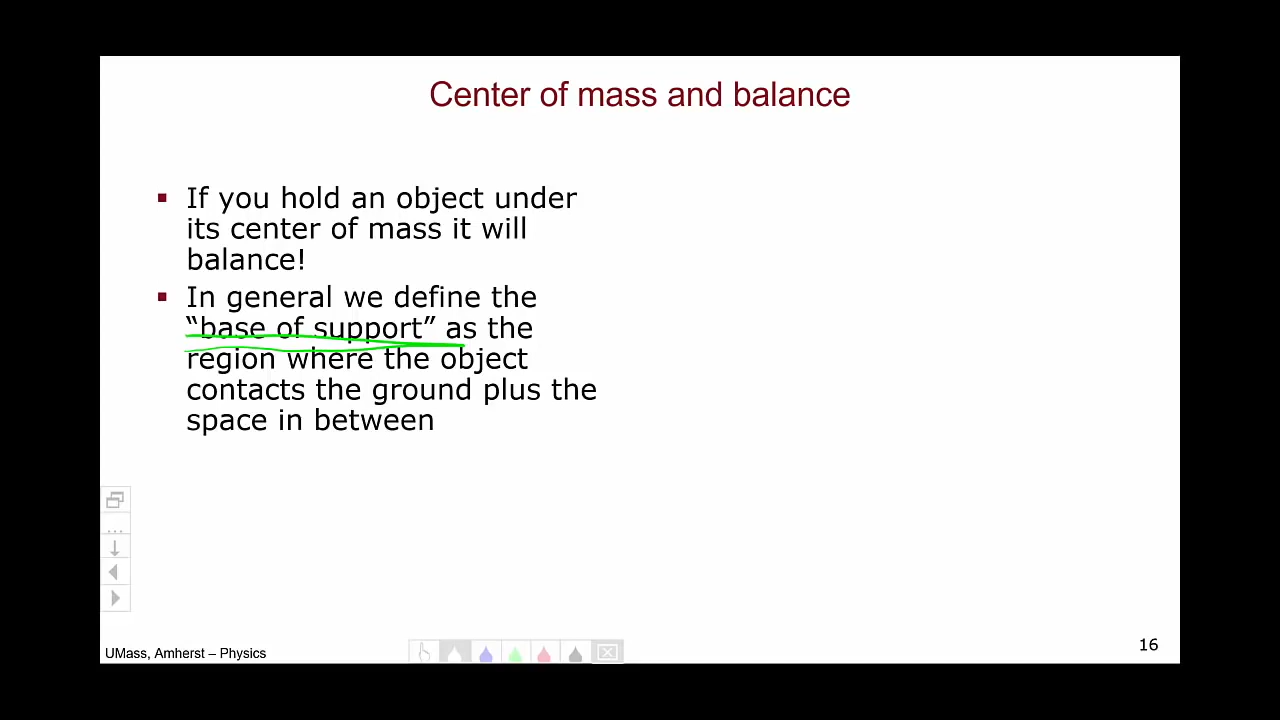 Center of mass and balance
▪ If you hold an object under
its center of mass it will
balance!
▪ In general we define the
“base of support” as the
region where the object
contacts the ground plus the
space in between
UMass, Amherst – Physics
16